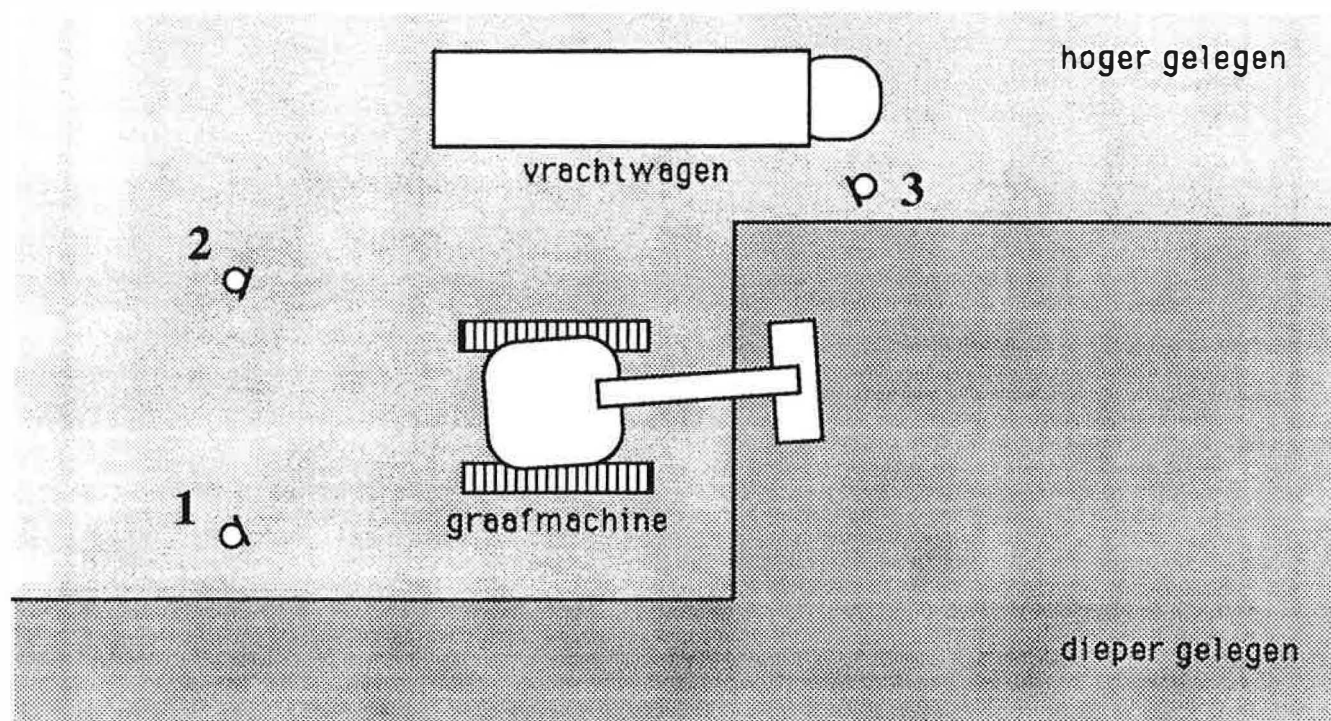 hoger gelegen
vrachtwagen
3
2
1
graafmachine
dieper gelegen